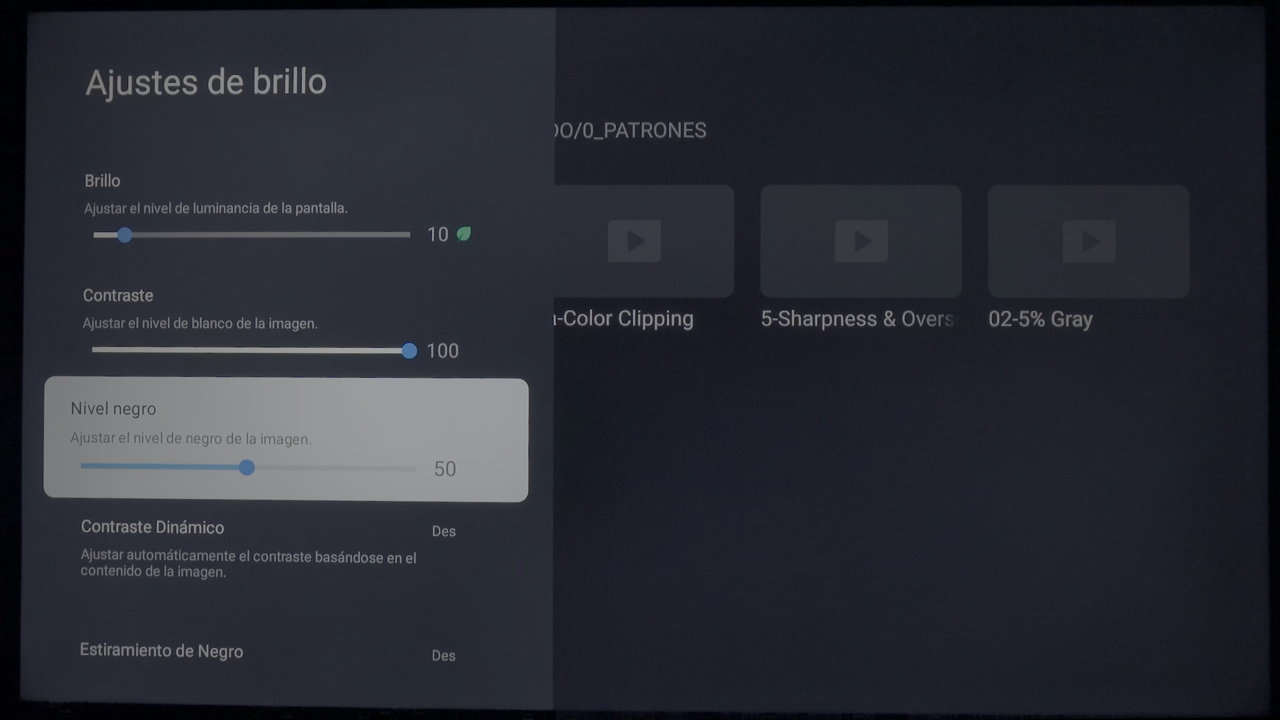 Ajustes de brillo
DO/0_PATRONES
Brillo
Ajustar el nivel de luminancia de la pantalla.
10
Contraste
Ajustar el nivel de blanco de la imagen.
100
-Color Clipping
5-Sharpness & Overs
02-5% Gray
Nivel negro
Ajustar el nivel de negro de la imagen.
50
Contraste Dinámico
Des
Ajustar automáticamente el contraste basándose en el
contenido de la imagen.
Estiramiento de Negro
Des